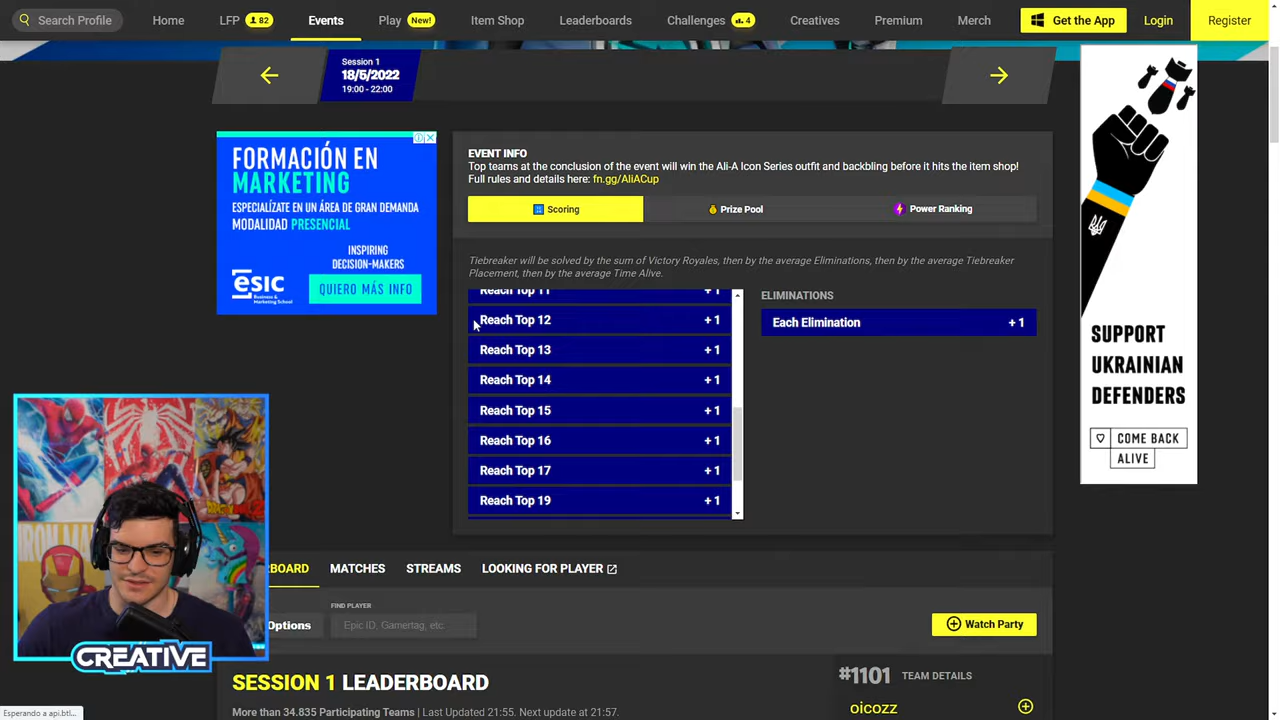 Search Profile
Home
LFP 82
Events
Play New!
Item Shop
Leaderboards
Challenges 4
Creatives
Premium
Merch
Get the App
Login
Register
Session 1
18/5/2022
19:00 - 22:00
FORMACIÓN EN
MARKETING
ESPECIALÍZATE EN UN ÁREA DE GRAN DEMANDA
MODALIDAD PRESENCIAL
INSPIRING
DECISION-MAKERS
esic
Business & Marketing School
QUIERO MÁS INFO
EVENT INFO
Top teams at the conclusion of the event will win the Ali-A Icon Series outfit and backbling before it hits the item shop!
Full rules and details here: fn.gg/AliACup
Scoring
Prize Pool
Power Ranking
Tiebreaker will be solved by the sum of Victory Royales, then by the average Eliminations, then by the average Tiebreaker
Placement, then by the average Time Alive.
Reach Top 11 + 1
Reach Top 12 + 1
Reach Top 13 + 1
Reach Top 14 + 1
Reach Top 15 + 1
Reach Top 16 + 1
Reach Top 17 + 1
Reach Top 19 + 1
ELIMINATIONS
Each Elimination + 1
SUPPORT
UKRAINIAN
DEFENDERS
COME BACK
ALIVE
IRON MAN
CREATIVE
BOARD
MATCHES
STREAMS
LOOKING FOR PLAYER
Options
FIND PLAYER
Epic ID, Gamertag, etc.
Watch Party
SESSION 1 LEADERBOARD
More than 34.835 Participating Teams | Last Updated 21:55. Next update at 21:57.
#1101 TEAM DETAILS
oicozz
Esperando a api.btl...